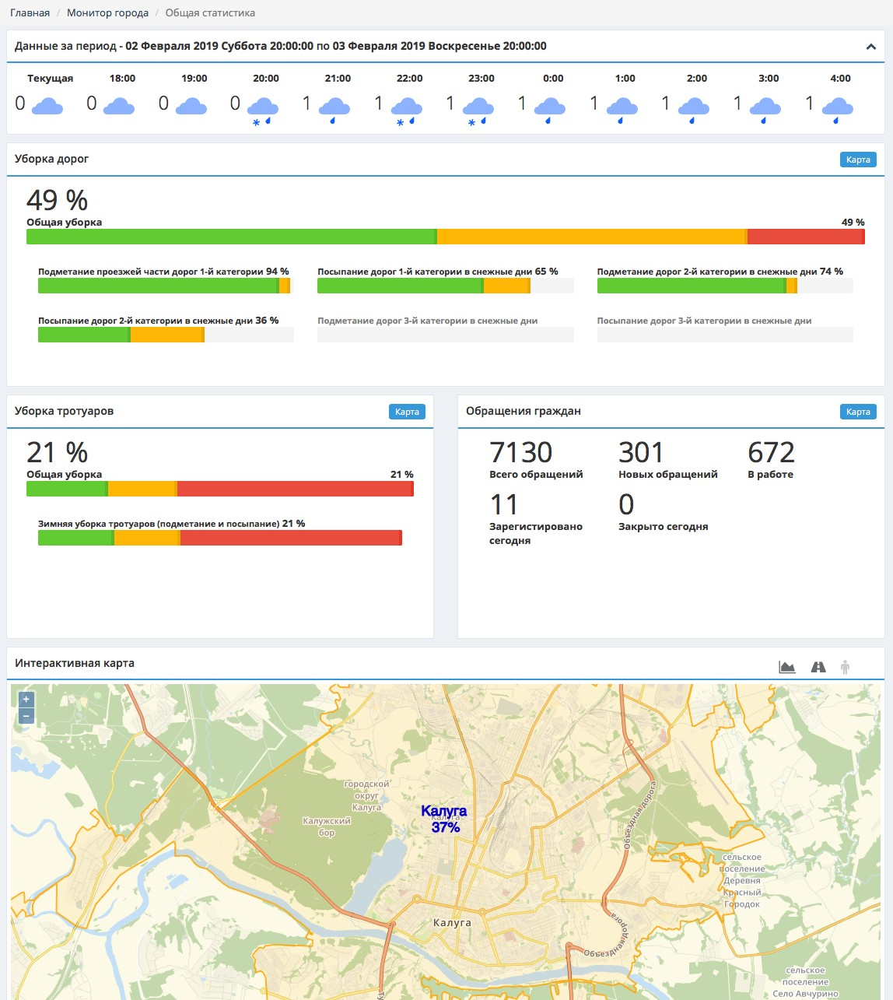 Главная / Монитор города / Общая статистика
Данные за период - 02 Февраля 2019 Суббота 20:00:00 по 03 Февраля 2019 Воскресенье 20:00:00
Текущая 18:00 19:00 20:00 21:00 22:00 23:00 0:00 1:00 2:00 3:00 4:00
0 0 0 0 1 1 1 1 1 1 1 1
Уборка дорог Карта
49 %
Общая уборка 49 %
Подметание проезжей части дорог 1-й категории 94 % Посыпание дорог 1-й категории в снежные дни 65 % Подметание дорог 2-й категории в снежные дни 74 %
Посыпание дорог 2-й категории в снежные дни 36 % Подметание дорог 3-й категории в снежные дни Посыпание дорог 3-й категории в снежные дни
Уборка тротуаров Карта
21 %
Общая уборка 21 %
Зимняя уборка тротуаров (подметание и посыпание) 21 %
Обращения граждан Карта
7130 301 672
Всего обращений Новых обращений В работе
11 0
Зарегистировано Закрыто сегодня
сегодня
Интерактивная карта
+
−
городской
округ
Калуга
Калужский
бор
Калуга
Калуга
37%
Объездная дорога
сельское
поселение
Деревня
Красный
Городок
Калуга
Объездная дорога
сельское
поселение
Село Авчурино